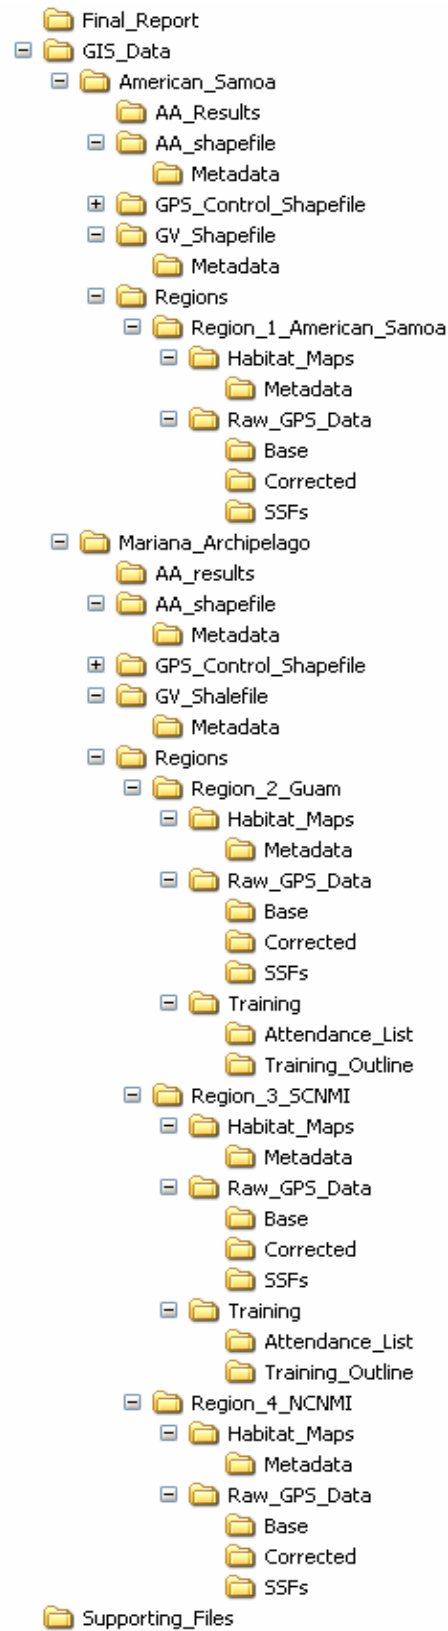 Final_Report
GIS_Data
American_Samoa
AA_Results
AA_shapefile
Metadata
GPS_Control_Shapefile
GV_Shapefile
Metadata
Regions
Region_1_American_Samoa
Habitat_Maps
Metadata
Raw_GPS_Data
Base
Corrected
SSFs
Mariana_Archipelago
AA_results
AA_shapefile
Metadata
GPS_Control_Shapefile
GV_Shalefile
Metadata
Regions
Region_2_Guam
Habitat_Maps
Metadata
Raw_GPS_Data
Base
Corrected
SSFs
Training
Attendance_List
Training_Outline
Region_3_SCNMI
Habitat_Maps
Metadata
Raw_GPS_Data
Base
Corrected
SSFs
Training
Attendance_List
Training_Outline
Region_4_NCNMI
Habitat_Maps
Metadata
Raw_GPS_Data
Base
Corrected
SSFs
Supporting_Files